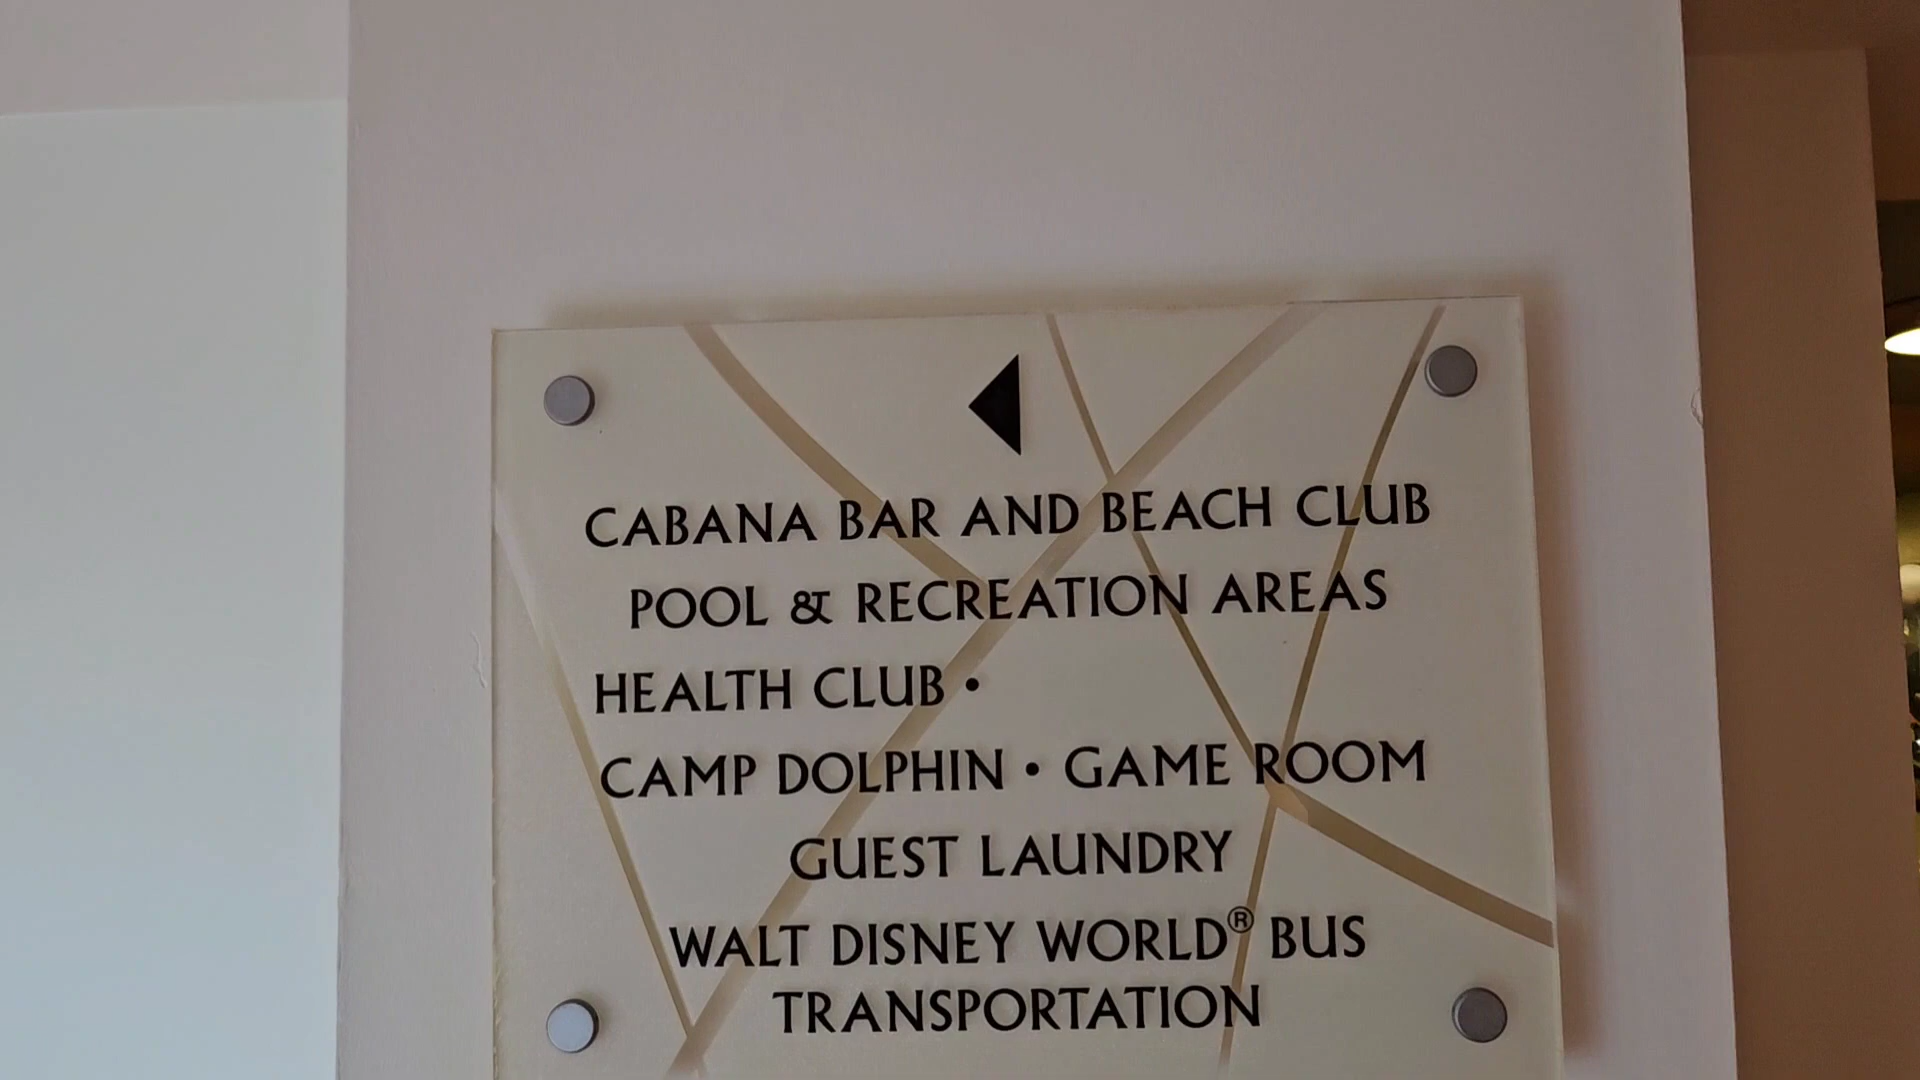 CABANA BAR AND BEACH CLUB
POOL & RECREATION AREAS
HEALTH CLUB •
CAMP DOLPHIN • GAME ROOM
GUEST LAUNDRY
WALT DISNEY WORLD® BUS
TRANSPORTATION